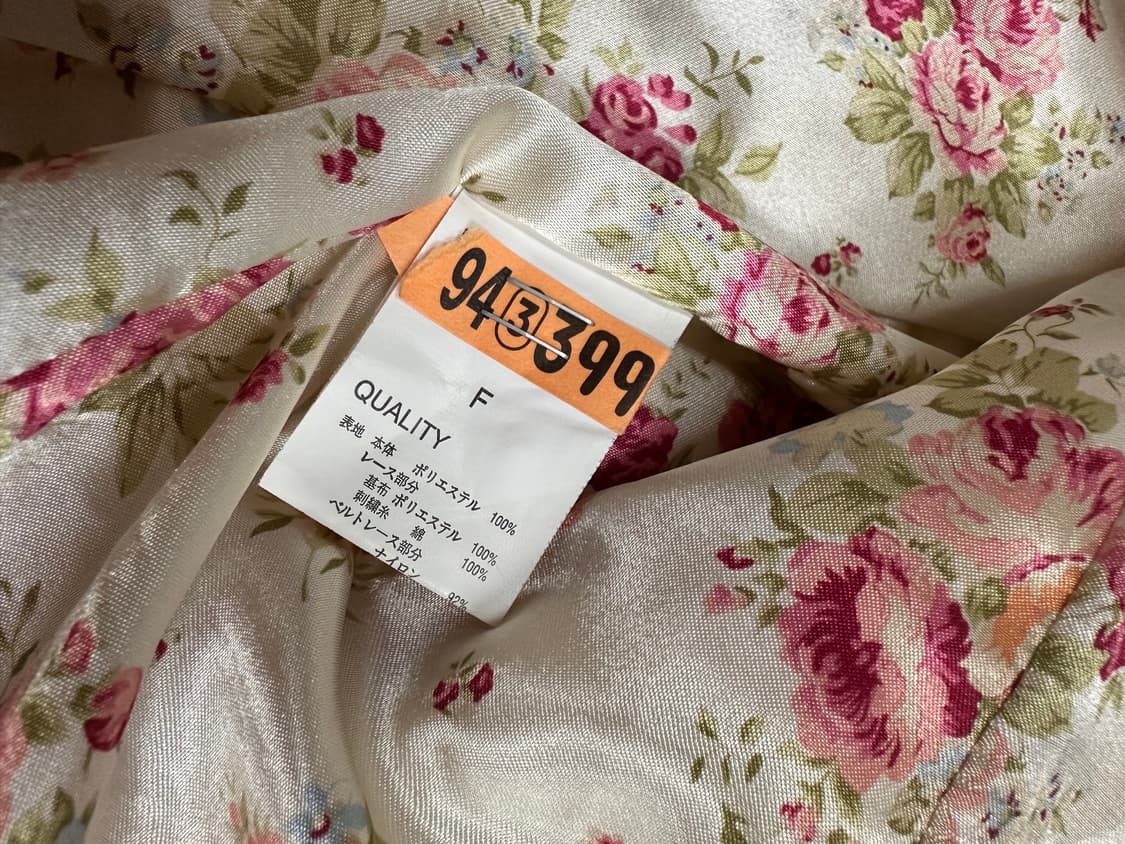 94③399
F
QUALITY
表地 本体 ポリエステル 100%
レース部分
基布 ポリエステル 100%
刺繍糸 綿 100%
ベルトレース部分
ナイロン 92%